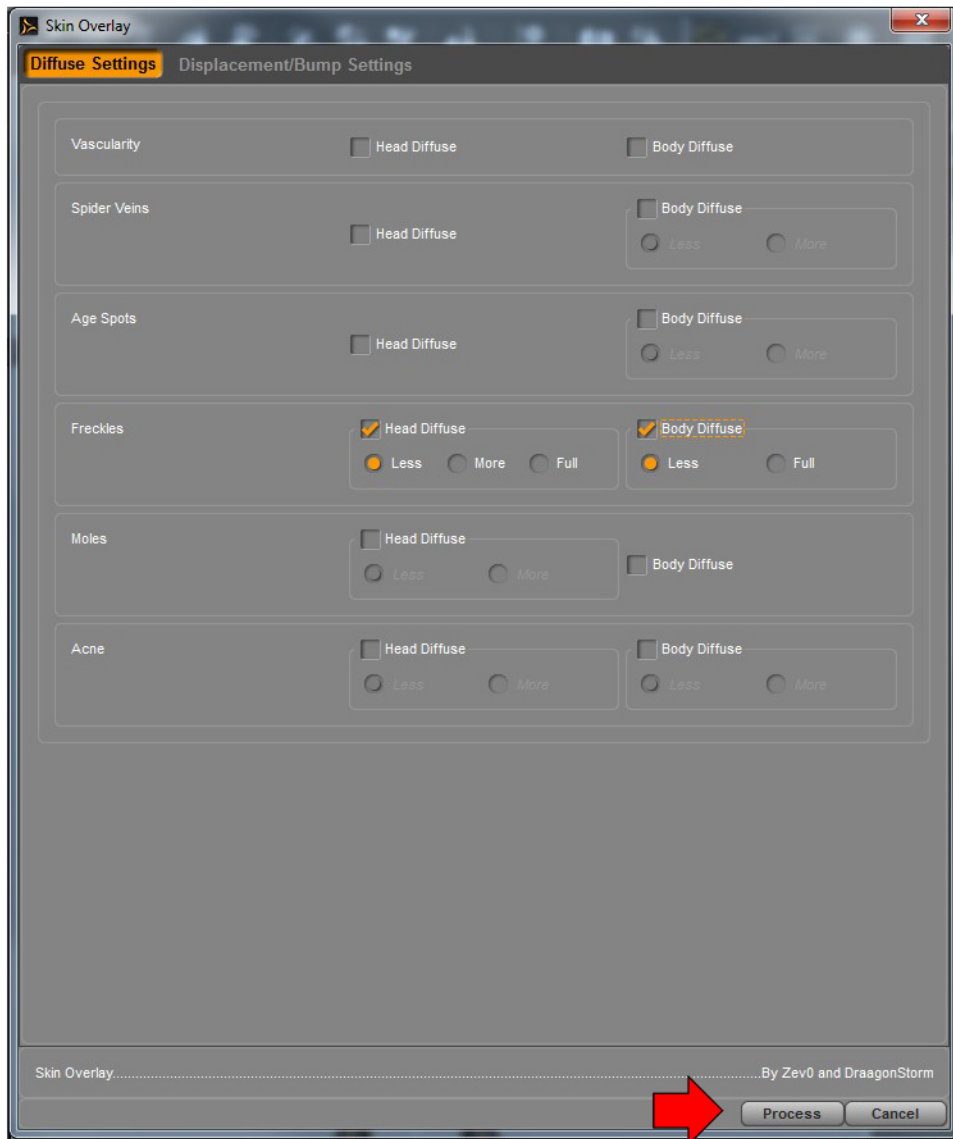 Skin Overlay
Diffuse Settings Displacement/Bump Settings
Vascularity Head Diffuse Body Diffuse
Spider Veins Head Diffuse Body Diffuse
Less More
Age Spots Head Diffuse Body Diffuse
Less More
Freckles Head Diffuse Body Diffuse
Less More Full Less Full
Moles Head Diffuse Body Diffuse
Less More
Acne Head Diffuse Body Diffuse
Less More Less More
Skin Overlay..........By Zev0 and DraagonStorm
Process Cancel